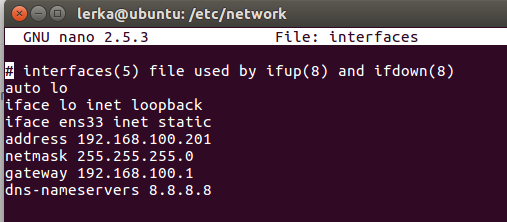 lerka@ubuntu: /etc/network
GNU nano 2.5.3 File: interfaces
# interfaces(5) file used by ifup(8) and ifdown(8)
auto lo
iface lo inet loopback
iface ens33 inet static
address 192.168.100.201
netmask 255.255.255.0
gateway 192.168.100.1
dns-nameservers 8.8.8.8